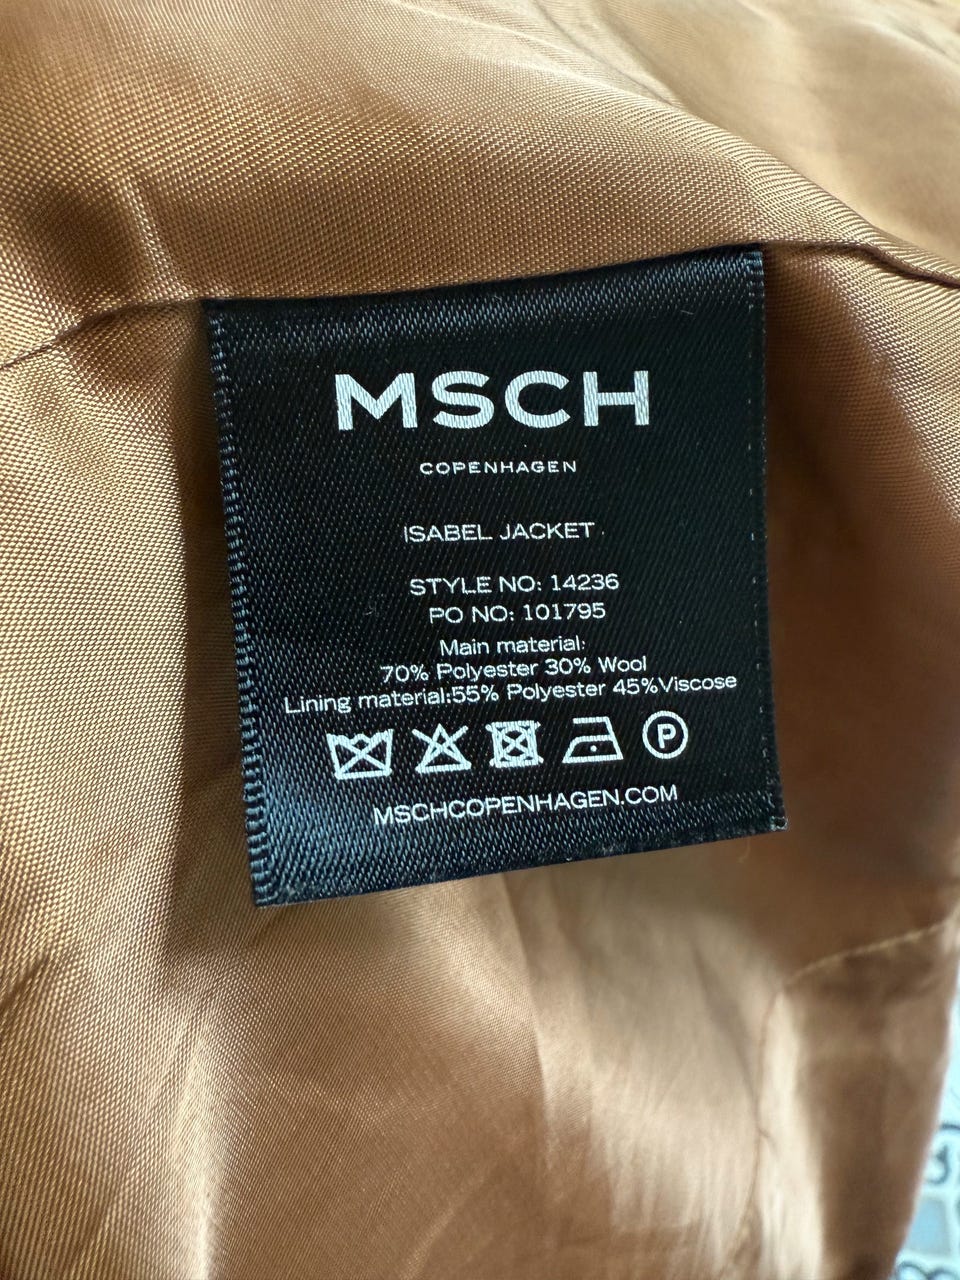 MSCH
COPENHAGEN
ISABEL JACKET
STYLE NO: 14236
PO NO: 101795
Main material:
70% Polyester 30% Wool
Lining material:55% Polyester 45%Viscose
P
MSCHCOPENHAGEN.COM